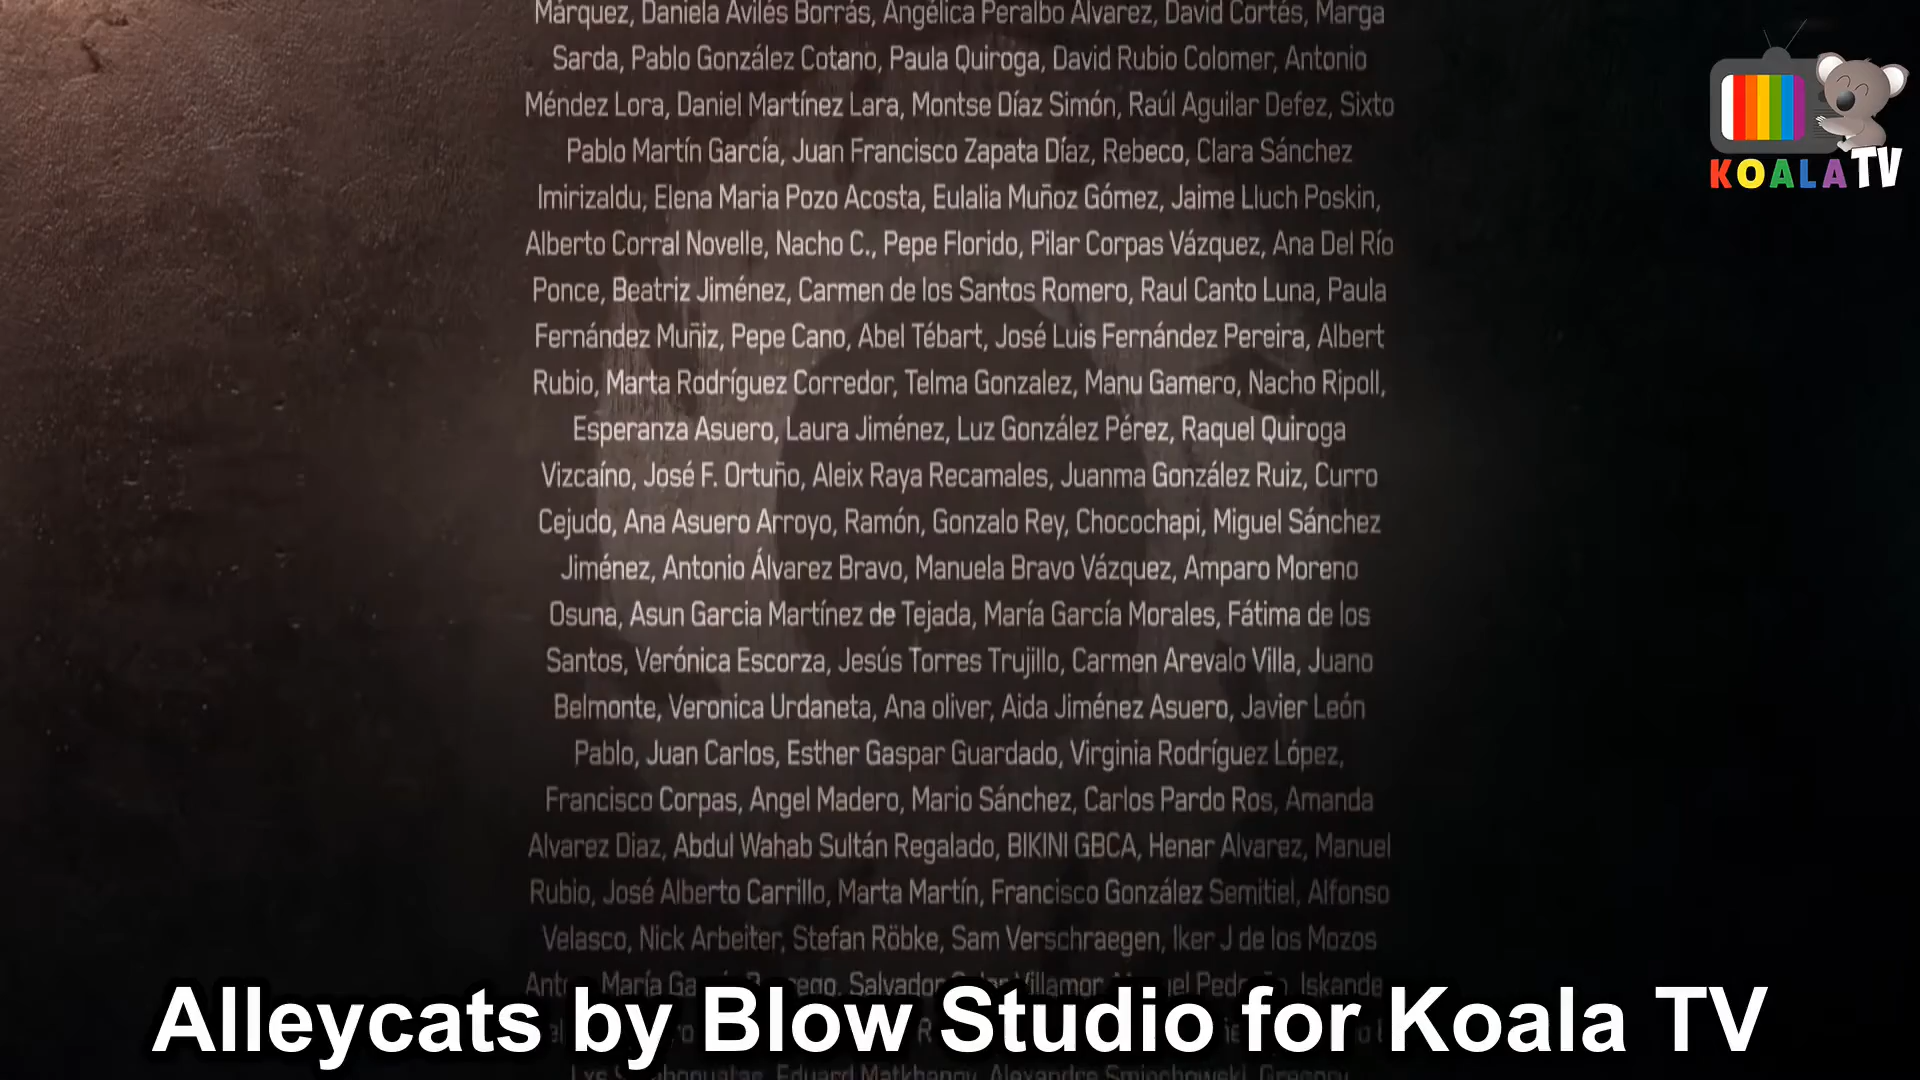 Márquez, Daniela Avilés Borrás, Angélica Peralbo Alvarez, David Cortés, Marga
Sarda, Pablo González Cotano, Paula Quiroga, David Rubio Colomer, Antonio
Méndez Lora, Daniel Martínez Lara, Montse Díaz Simón, Raúl Aguilar Defez, Sixto
Pablo Martín García, Juan Francisco Zapata Díaz, Rebeco, Clara Sánchez
Imirizaldu, Elena Maria Pozo Acosta, Eulalia Muñoz Gómez, Jaime Lluch Poskin,
Alberto Corral Novelle, Nacho C., Pepe Florido, Pilar Corpas Vázquez, Ana Del Río
Ponce, Beatriz Jiménez, Carmen de los Santos Romero, Raul Canto Luna, Paula
Fernández Muñiz, Pepe Cano, Abel Tébart, José Luis Fernández Pereira, Albert
Rubio, Marta Rodríguez Corredor, Telma Gonzalez, Manu Gamero, Nacho Ripoll,
Esperanza Asuero, Laura Jiménez, Luz González Pérez, Raquel Quiroga
Vizcaíno, José F. Ortuño, Aleix Raya Recamales, Juanma González Ruiz, Curro
Cejudo, Ana Asuero Arroyo, Ramón, Gonzalo Rey, Chocochapi, Miguel Sánchez
Jiménez, Antonio Álvarez Bravo, Manuela Bravo Vázquez, Amparo Moreno
Osuna, Asun Garcia Martínez de Tejada, María García Morales, Fátima de los
Santos, Verónica Escorza, Jesús Torres Trujillo, Carmen Arevalo Villa, Juano
Belmonte, Veronica Urdaneta, Ana oliver, Aida Jiménez Asuero, Javier León
Pablo, Juan Carlos, Esther Gaspar Guardado, Virginia Rodríguez López,
Francisco Corpas, Angel Madero, Mario Sánchez, Carlos Pardo Ros, Amanda
Alvarez Diaz, Abdul Wahab Sultán Regalado, BIKINI GBCA, Henar Alvarez, Manuel
Rubio, José Alberto Carrillo, Marta Martín, Francisco González Semitiel, Alfonso
Velasco, Nick Arbeiter, Stefan Röbke, Sam Verschraegen, Iker J de los Mozos
María Salvador Villamor,
Alleycats by Blow Studio for Koala TV
Eduard Alexandre
KOALA TV